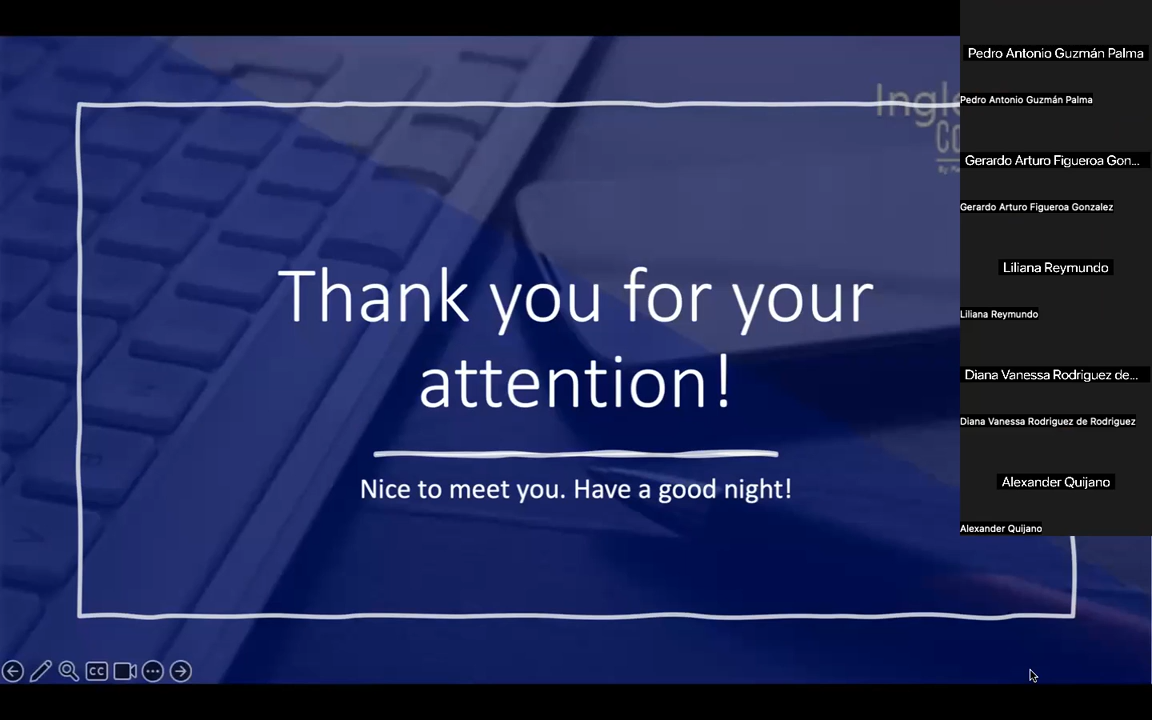 Thank you for your
attention!
Nice to meet you. Have a good night!
CC
Pedro Antonio Guzmán Palma
Pedro Antonio Guzmán Palma
Gerardo Arturo Figueroa Gon...
Gerardo Arturo Figueroa Gonzalez
Liliana Reymundo
Liliana Reymundo
Diana Vanessa Rodriguez de...
Diana Vanessa Rodriguez de Rodriguez
Alexander Quijano
Alexander Quijano